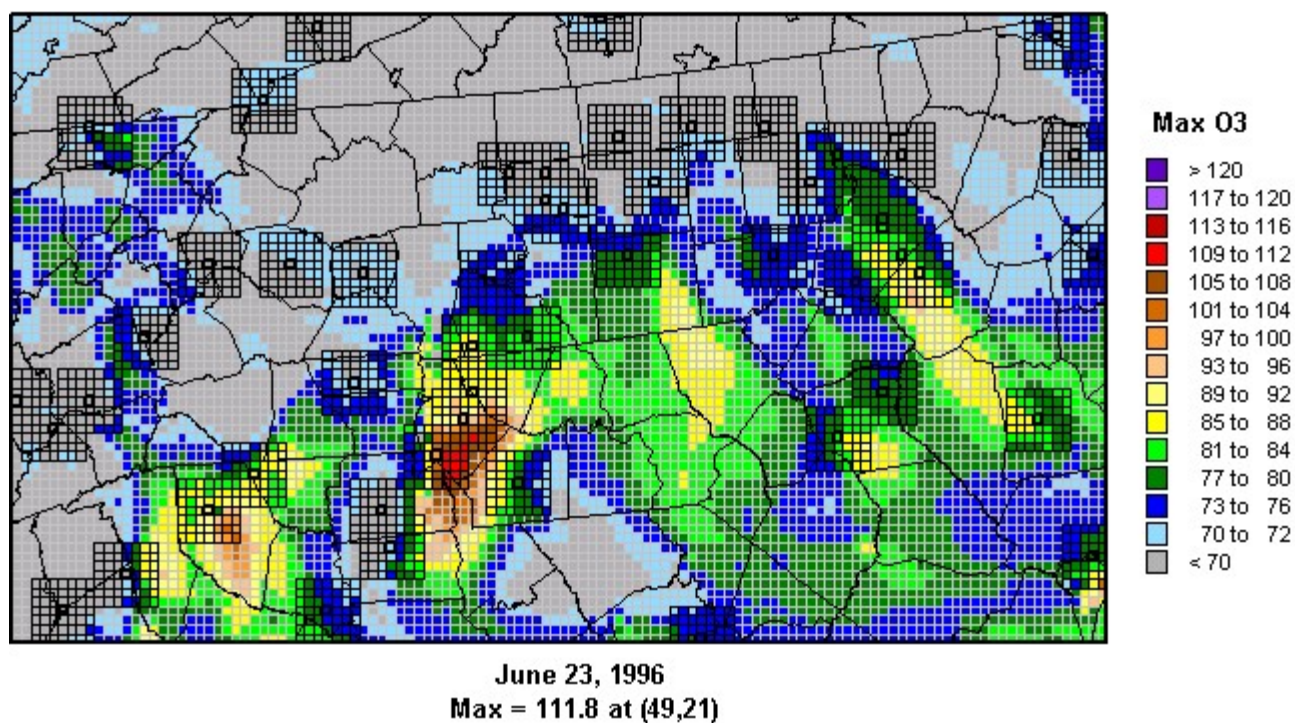 Max O3
> 120
117 to 120
113 to 116
109 to 112
105 to 108
101 to 104
97 to 100
93 to 96
89 to 92
85 to 88
81 to 84
77 to 80
73 to 76
70 to 72
< 70
June 23, 1996
Max = 111.8 at (49,21)